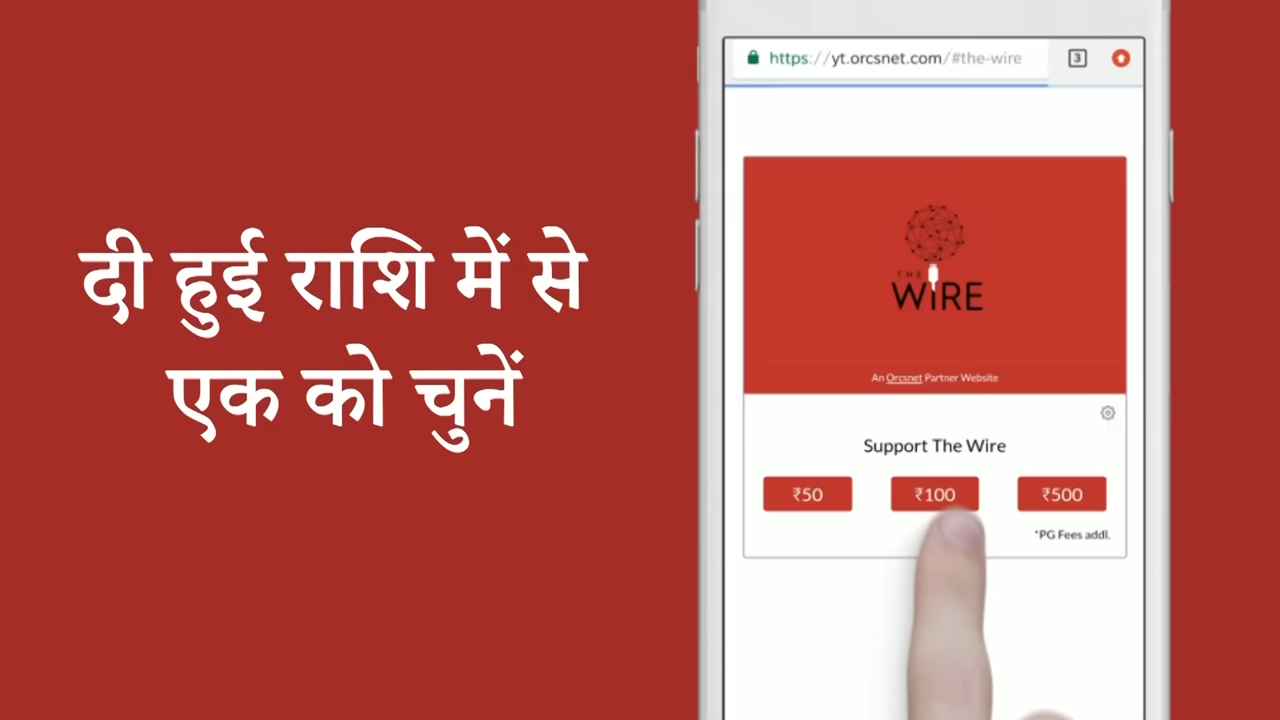 दी हुई राशि में से
एक को चुनें
https://yt.orcsnet.com/#the-wire
3
THE
WIRE
An Orcsnet Partner Website
Support The Wire
₹50
₹100
₹500
*PG Fees addl.